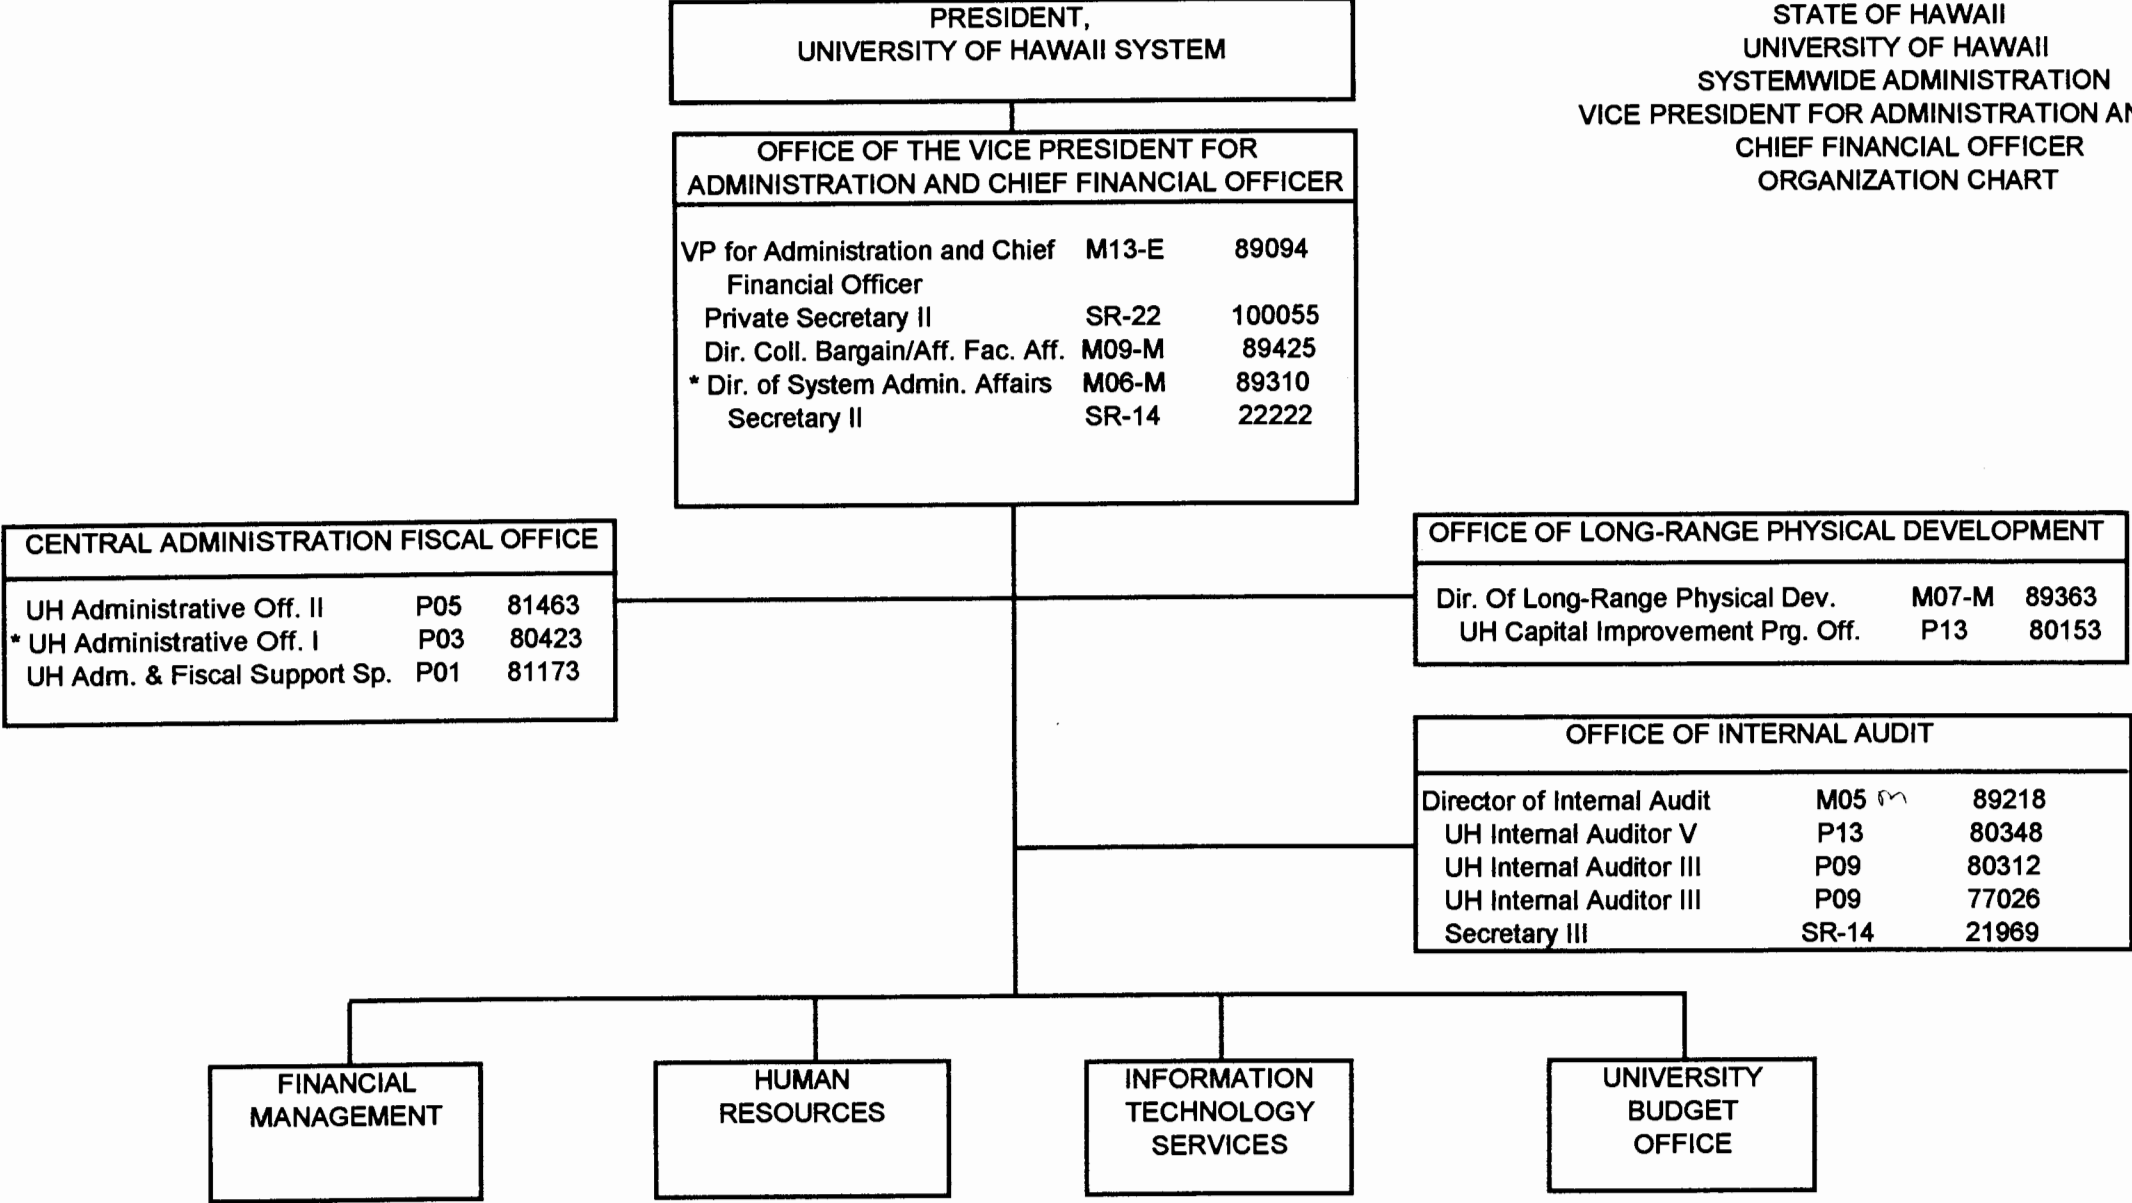 PRESIDENT,
UNIVERSITY OF HAWAII SYSTEM
STATE OF HAWAII
UNIVERSITY OF HAWAII
SYSTEMWIDE ADMINISTRATION
VICE PRESIDENT FOR ADMINISTRATION
CHIEF FINANCIAL OFFICER
ORGANIZATION CHART
OFFICE OF THE VICE PRESIDENT FOR
ADMINISTRATION AND CHIEF FINANCIAL OFFICER
VP for Administration and Chief M13-E 89094
Financial Officer
Private Secretary II SR-22 100055
Dir. Coll. Bargain/Aff. Fac. Aff. M09-M 89425
* Dir. of System Admin. Affairs M06-M 89310
Secretary II SR-14 22222
CENTRAL ADMINISTRATION FISCAL OFFICE
UH Administrative Off. II P05 81463
* UH Administrative Off. I P03 80423
UH Adm. & Fiscal Support Sp. P01 81173
OFFICE OF LONG-RANGE PHYSICAL DEVELOPMENT
Dir. Of Long-Range Physical Dev. M07-M 89363
UH Capital Improvement Prg. Off. P13 80153
OFFICE OF INTERNAL AUDIT
Director of Internal Audit M05 m 89218
UH Internal Auditor V P13 80348
UH Internal Auditor III P09 80312
UH Internal Auditor III P09 77026
Secretary III SR-14 21969
FINANCIAL
MANAGEMENT
HUMAN
RESOURCES
INFORMATION
TECHNOLOGY
SERVICES
UNIVERSITY
BUDGET
OFFICE